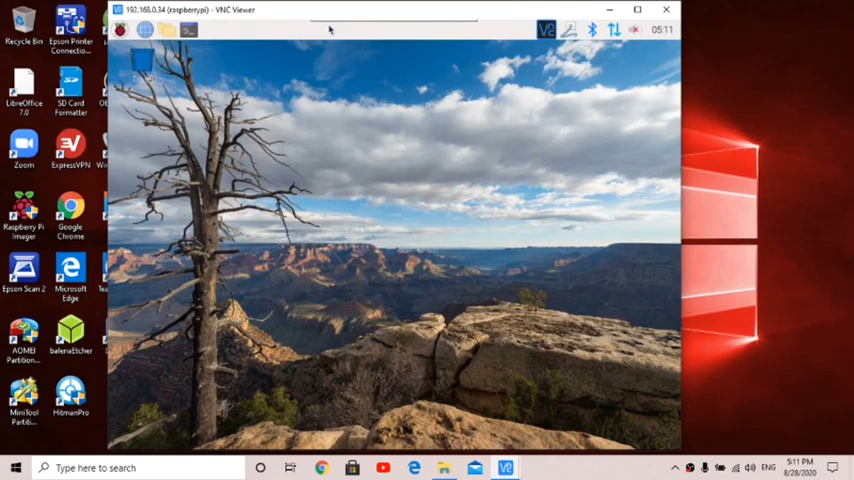 192.168.0.34 (raspberrypi) - VNC Viewer
05:11
Recycle Bin
Epson Printer
Connectio...
LibreOffice
7.0
SD Card
Formatter
Zoom
ExpressVPN
Raspberry Pi
Imager
Google
Chrome
Epson Scan 2
Microsoft
Edge
AOMEI
Partition...
balenaEtcher
MiniTool
Partiti...
HitmanPro
Type here to search
ENG
5:11 PM
8/28/2020